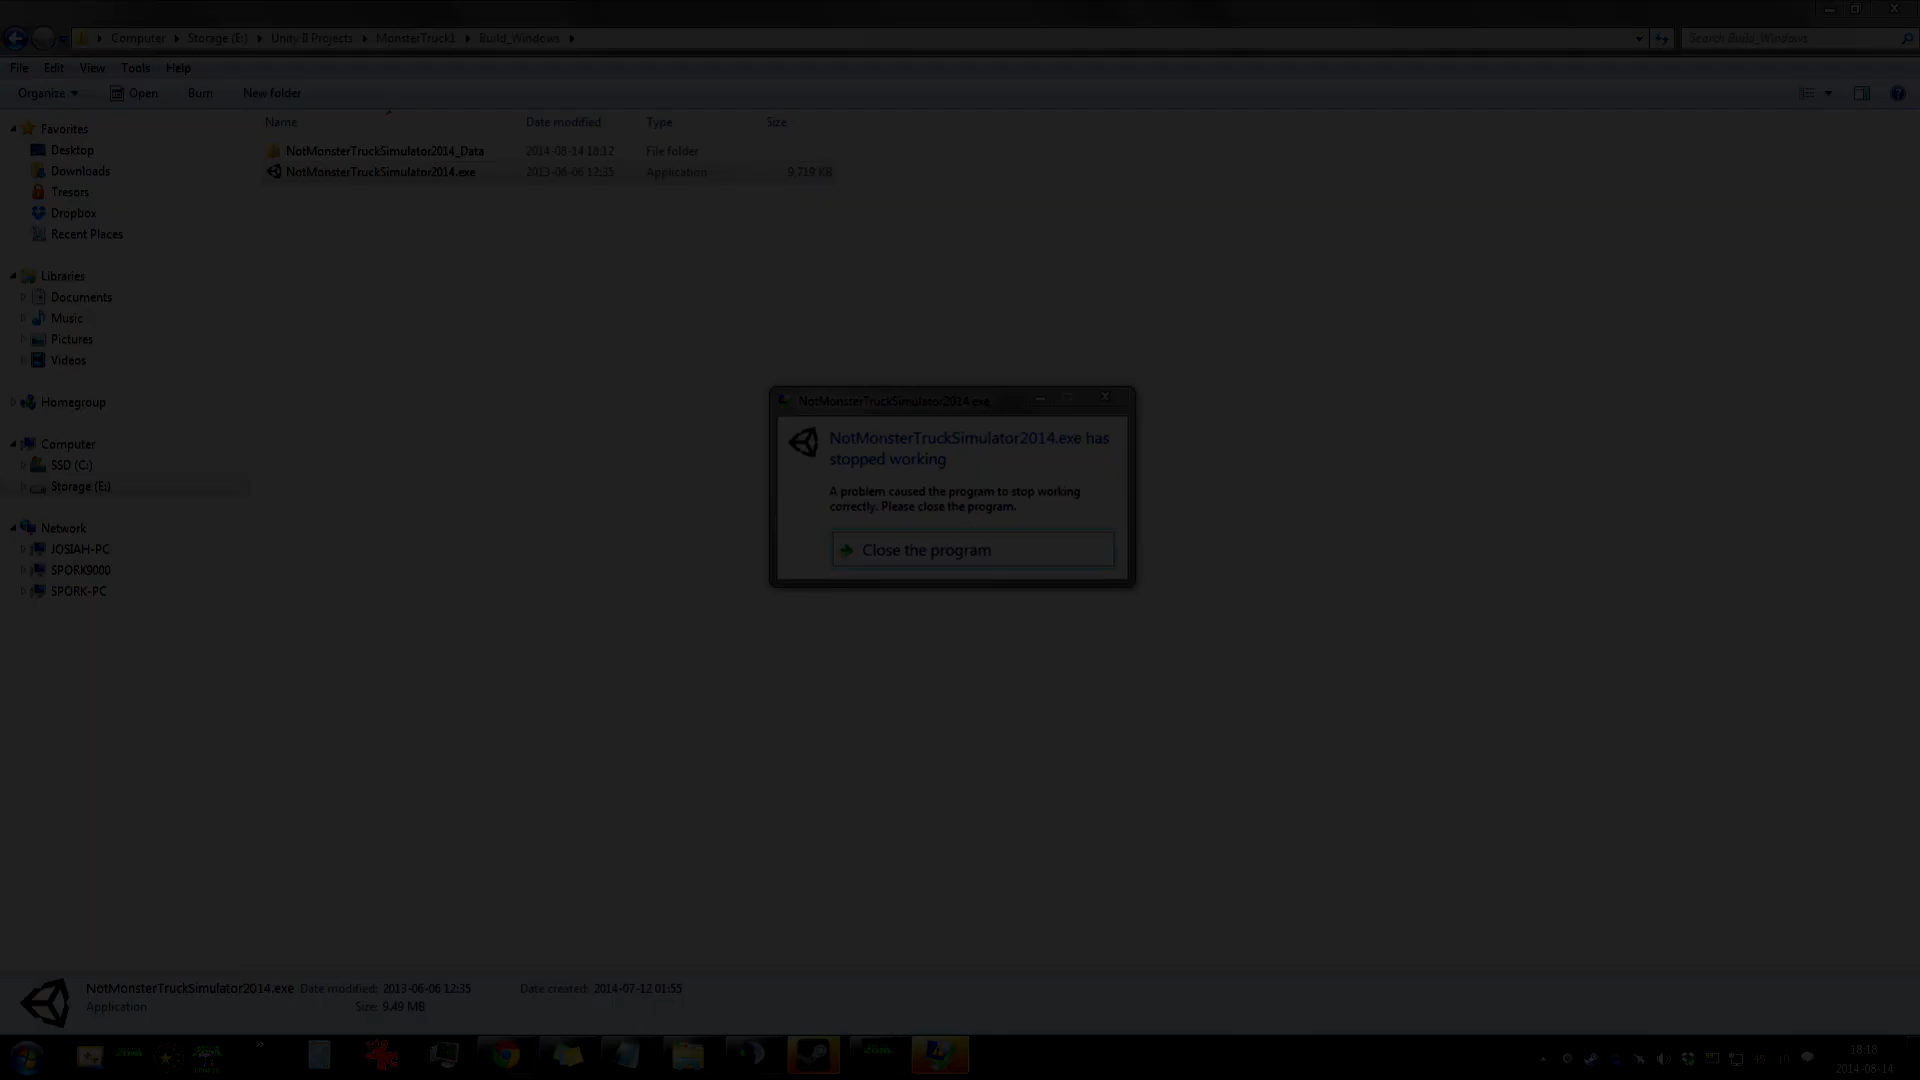 Computer Storage (E:) Unity II Projects MonsterTruck1 Build_Windows
Search Build_Windows
File Edit View Tools Help
Organize Open Burn New folder
Name Date modified Type Size
NotMonsterTruckSimulator2014_Data 2014-08-14 18:12 File folder
NotMonsterTruckSimulator2014.exe 2013-06-06 12:35 Application 9,719 KB
Favorites
Desktop
Downloads
Tresors
Dropbox
Recent Places
Libraries
Documents
Music
Pictures
Videos
Homegroup
Computer
SSD (C:)
Storage (E:)
Network
JOSIAH-PC
SPORK9000
SPORK-PC
NotMonsterTruckSimulator2014.exe
NotMonsterTruckSimulator2014.exe has
stopped working
A problem caused the program to stop working
correctly. Please close the program.
Close the program
NotMonsterTruckSimulator2014.exe Date modified: 2013-06-06 12:35 Date created: 2014-07-12 01:55
Application Size: 9.49 MB
18:18
2014-08-14